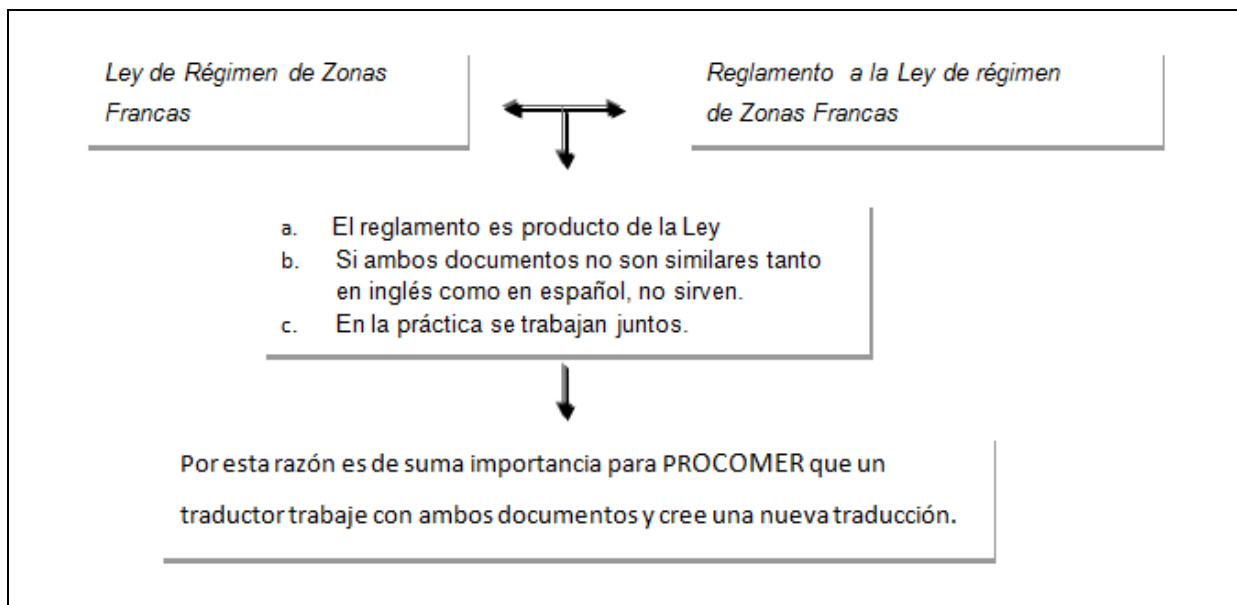 Ley de Régimen de Zonas
Francas
Reglamento a la Ley de régimen
de Zonas Francas
a. El reglamento es producto de la Ley
b. Si ambos documentos no son similares tanto
en inglés como en español, no sirven.
c. En la práctica se trabajan juntos.
Por esta razón es de suma importancia para PROCOMER que un
traductor trabaje con ambos documentos y cree una nueva traducción.